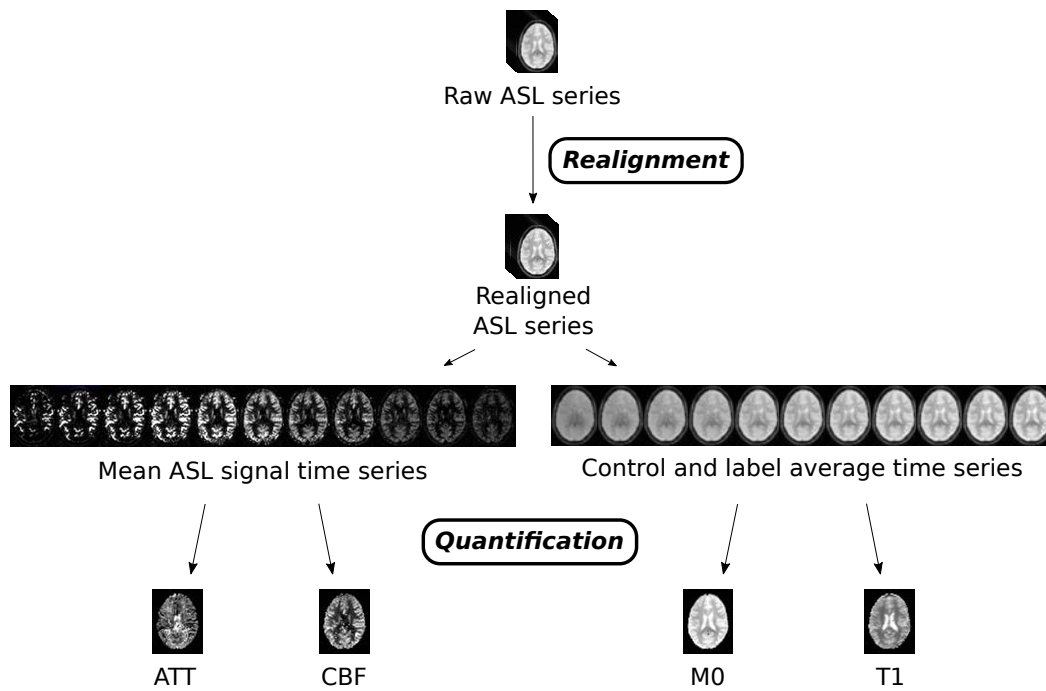 Raw ASL series
Realignment
Realigned
ASL series
Mean ASL signal time series
Control and label average time series
Quantification
ATT
CBF
M0
T1